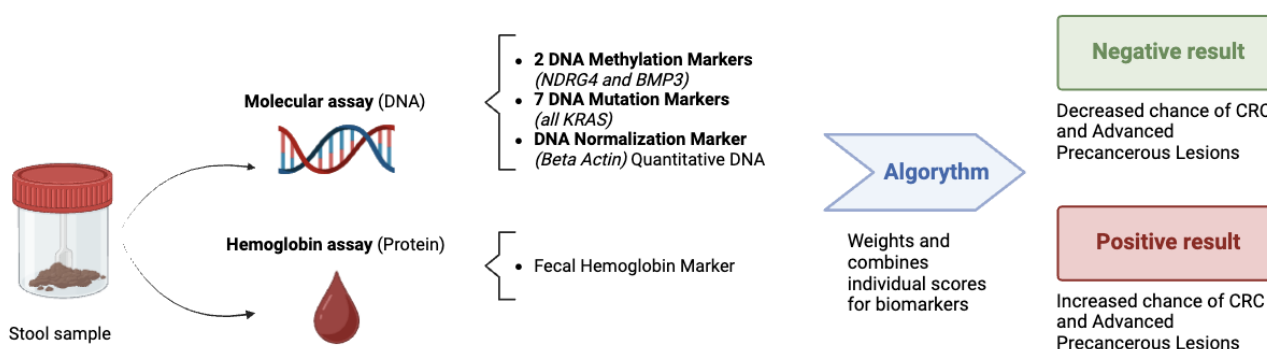 Stool sample
Molecular assay (DNA)
• 2 DNA Methylation Markers
(NDRG4 and BMP3)
• 7 DNA Mutation Markers
(all KRAS)
• DNA Normalization Marker
(Beta Actin) Quantitative DNA
Hemoglobin assay (Protein)
• Fecal Hemoglobin Marker
Algorythm
Weights and
combines
individual scores
for biomarkers
Negative result
Decreased chance of CRC
and Advanced
Precancerous Lesions
Positive result
Increased chance of CRC
and Advanced
Precancerous Lesions